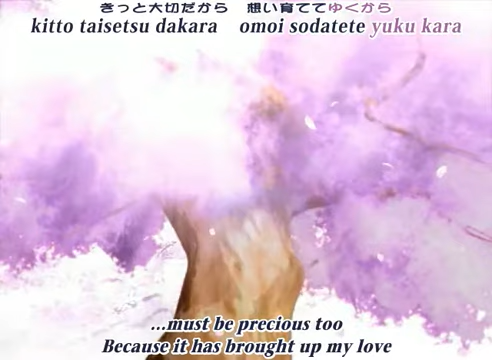 きっと大切だから　想い育ててゆくから
kitto taisetsu dakara omoi sodatete yuku kara
...must be precious too
Because it has brought up my love